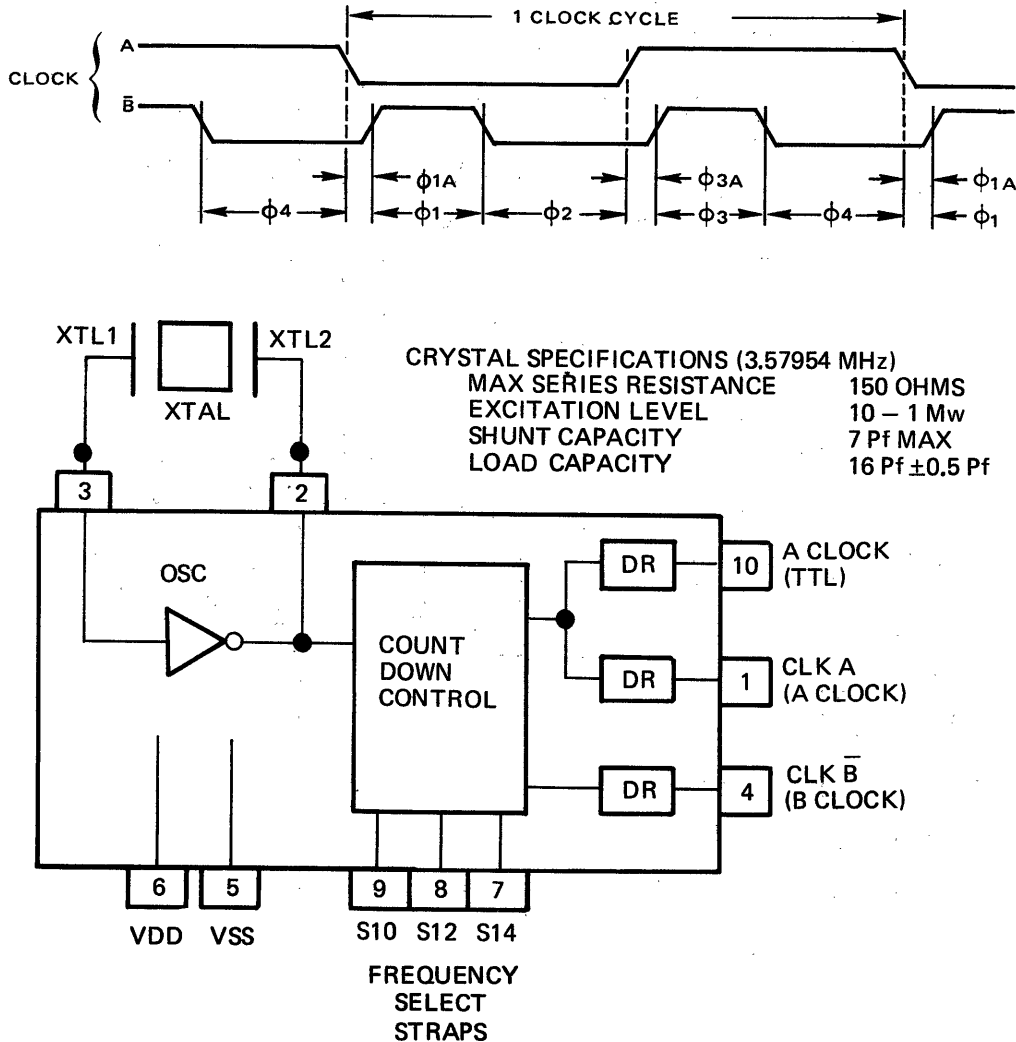 1 CLOCK CYCLE
CLOCK
A
B̄
ϕ1A
ϕ3A
ϕ1A
ϕ4
ϕ1
ϕ2
ϕ3
ϕ4
ϕ1
XTL1
XTL2
XTAL
CRYSTAL SPECIFICATIONS (3.57954 MHz)
MAX SERIES RESISTANCE 150 OHMS
EXCITATION LEVEL 10 – 1 Mw
SHUNT CAPACITY 7 Pf MAX
LOAD CAPACITY 16 Pf ±0.5 Pf
3
2
OSC
COUNT
DOWN
CONTROL
DR
10
A CLOCK
(TTL)
DR
1
CLK A
(A CLOCK)
DR
4
CLK B̄
(B CLOCK)
6
5
9
8
7
VDD
VSS
S10
S12
S14
FREQUENCY
SELECT
STRAPS